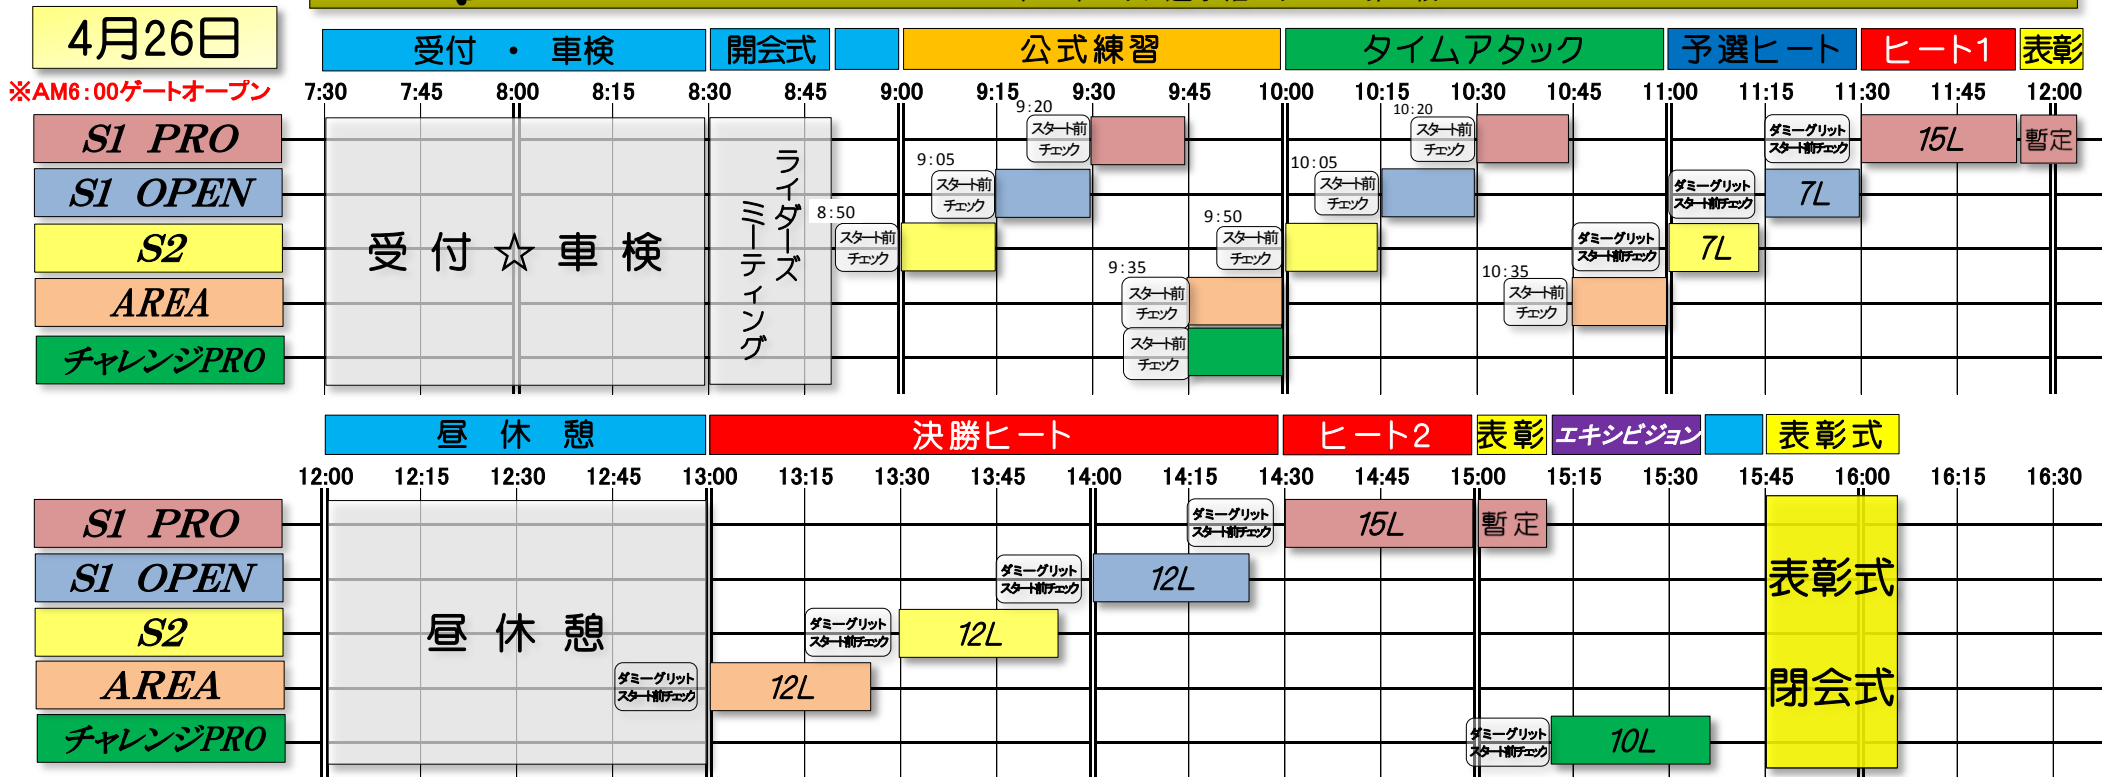 4月26日
※AM6:00ゲートオープン
受付 ・ 車検
開会式
公式練習
タイムアタック
予選ヒート
ヒート1
表彰
7:30 7:45 8:00 8:15 8:30 8:45 9:00 9:15 9:30 9:45 10:00 10:15 10:30 10:45 11:00 11:15 11:30 11:45 12:00
S1 PRO
9:20
スタート前
チェック
10:20
スタート前
チェック
ダミーグリット
スタート前チェック
15L
暫定
S1 OPEN
9:05
スタート前
チェック
10:05
スタート前
チェック
ダミーグリット
スタート前チェック
7L
S2
8:50
スタート前
チェック
9:50
スタート前
チェック
ダミーグリット
スタート前チェック
7L
AREA
9:35
スタート前
チェック
10:35
スタート前
チェック
チャレンジPRO
スタート前
チェック
受付☆車検
ライダーズ
ミーティング
昼休憩
決勝ヒート
ヒート2
表彰
エキシビジョン
表彰式
12:00 12:15 12:30 12:45 13:00 13:15 13:30 13:45 14:00 14:15 14:30 14:45 15:00 15:15 15:30 15:45 16:00 16:15 16:30
S1 PRO
ダミーグリット
スタート前チェック
15L
暫定
S1 OPEN
ダミーグリット
スタート前チェック
12L
S2
ダミーグリット
スタート前チェック
12L
AREA
ダミーグリット
スタート前チェック
12L
チャレンジPRO
ダミーグリット
スタート前チェック
10L
昼休憩
表彰式
閉会式